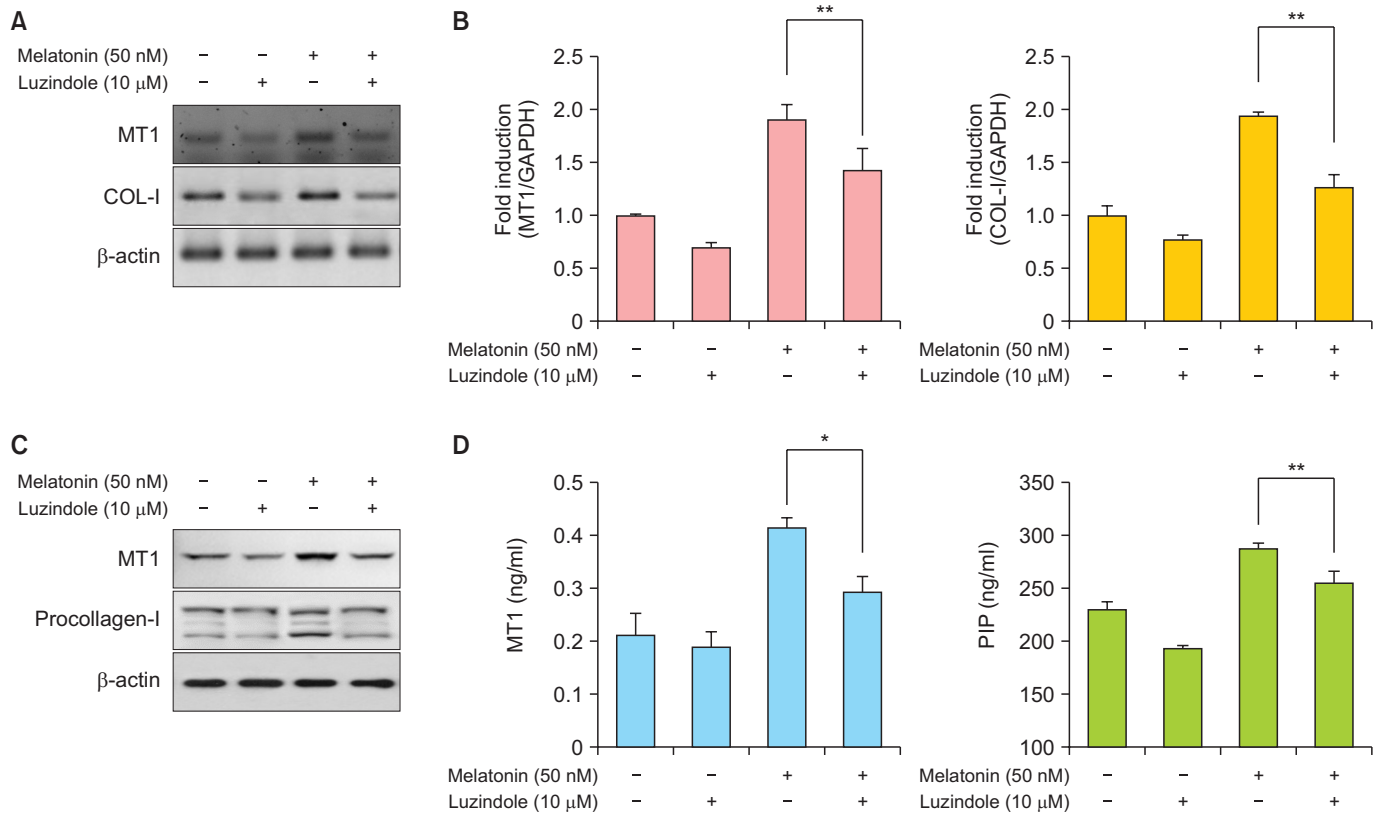 A
Melatonin (50 nM) – – + +
Luzindole (10 μM) – + – +
MT1
COL-I
β-actin
B
**
2.5
2.0
1.5
1.0
0.5
0
Fold induction
(MT1/GAPDH)
Melatonin (50 nM) – – + +
Luzindole (10 μM) – + – +
**
2.5
2.0
1.5
1.0
0.5
0
Fold induction
(COL-I/GAPDH)
Melatonin (50 nM) – – + +
Luzindole (10 μM) – + – +
C
Melatonin (50 nM) – – + +
Luzindole (10 μM) – + – +
MT1
Procollagen-I
β-actin
D
*
0.5
0.4
0.3
0.2
0.1
0
MT1 (ng/ml)
Melatonin (50 nM) – – + +
Luzindole (10 μM) – + – +
**
350
300
250
200
150
100
PIP (ng/ml)
Melatonin (50 nM) – – + +
Luzindole (10 μM) – + – +